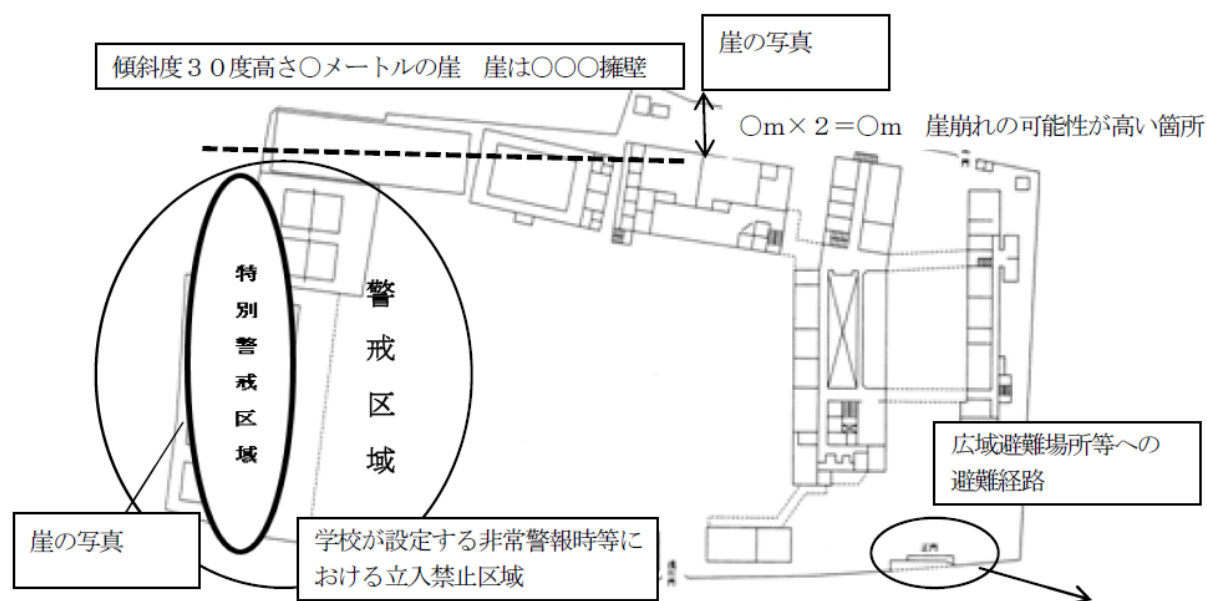 崖の写真
傾斜度３０度高さ○メートルの崖　崖は○○○擁壁
○m×２＝○m　崖崩れの可能性が高い箇所
特別警戒区域
警戒区域
広域避難場所等への
避難経路
崖の写真
学校が設定する非常警報時等に
おける立入禁止区域
正門